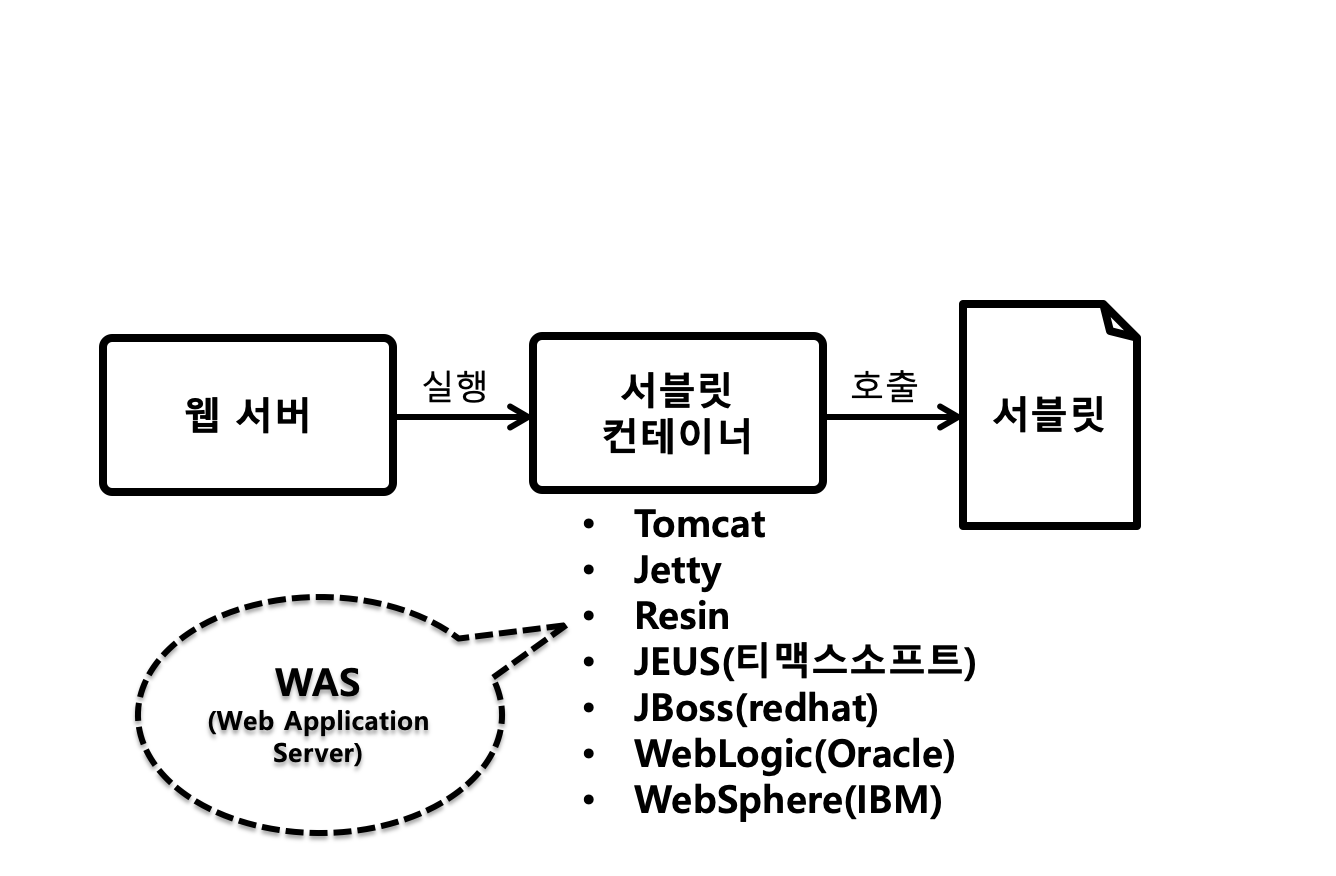 웹 서버
실행
서블릿
컨테이너
호출
서블릿
• Tomcat
• Jetty
• Resin
• JEUS(티맥스소프트)
• JBoss(redhat)
• WebLogic(Oracle)
• WebSphere(IBM)
WAS
(Web Application
Server)